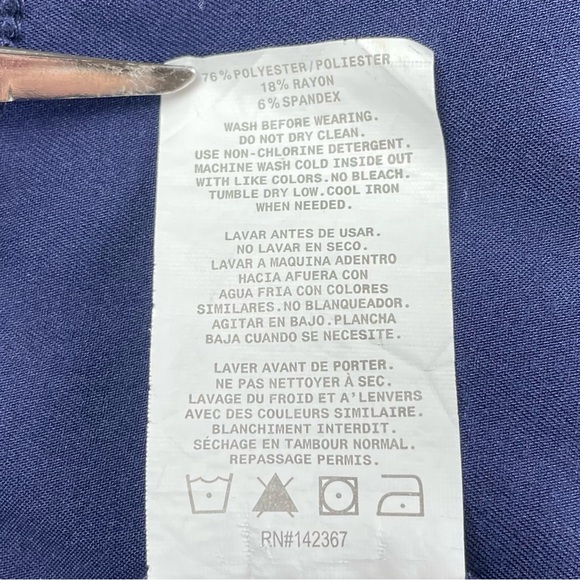 76% POLYESTER/POLIESTER
18% RAYON
6% SPANDEX
WASH BEFORE WEARING.
DO NOT DRY CLEAN.
USE NON-CHLORINE DETERGENT.
MACHINE WASH COLD INSIDE OUT
WITH LIKE COLORS.NO BLEACH.
TUMBLE DRY LOW.COOL IRON
WHEN NEEDED.
LAVAR ANTES DE USAR.
NO LAVAR EN SECO.
LAVAR A MAQUINA ADENTRO
HACIA AFUERA CON
AGUA FRIA CON COLORES
SIMILARES.NO BLANQUEADOR.
AGITAR EN BAJO.PLANCHA
BAJA CUANDO SE NECESITE.
LAVER AVANT DE PORTER.
NE PAS NETTOYER À SEC.
LAVAGE DU FROID ET A'LENVERS
AVEC DES COULEURS SIMILAIRE.
BLANCHIMENT INTERDIT.
SÉCHAGE EN TAMBOUR NORMAL.
REPASSAGE PERMIS.
RN#142367